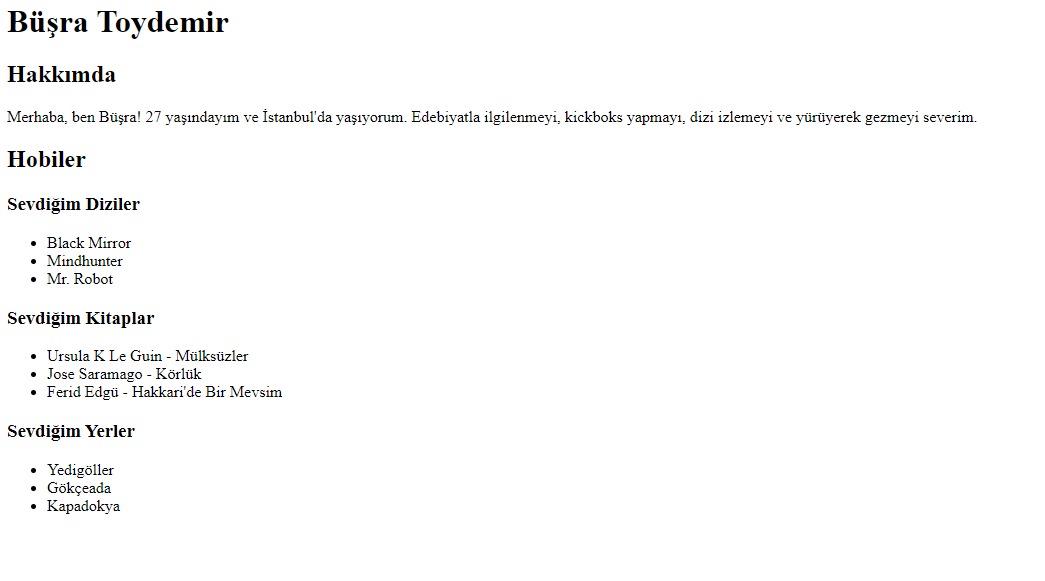 Büşra Toydemir
Hakkımda
Merhaba, ben Büşra! 27 yaşındayım ve İstanbul'da yaşıyorum. Edebiyatla ilgilenmeyi, kickboks yapmayı, dizi izlemeyi ve yürüyerek gezmeyi severim.
Hobiler
Sevdiğim Diziler
• Black Mirror
• Mindhunter
• Mr. Robot
Sevdiğim Kitaplar
• Ursula K Le Guin - Mülksüzler
• Jose Saramago - Körlük
• Ferid Edgü - Hakkari'de Bir Mevsim
Sevdiğim Yerler
• Yedigöller
• Gökçeada
• Kapadokya